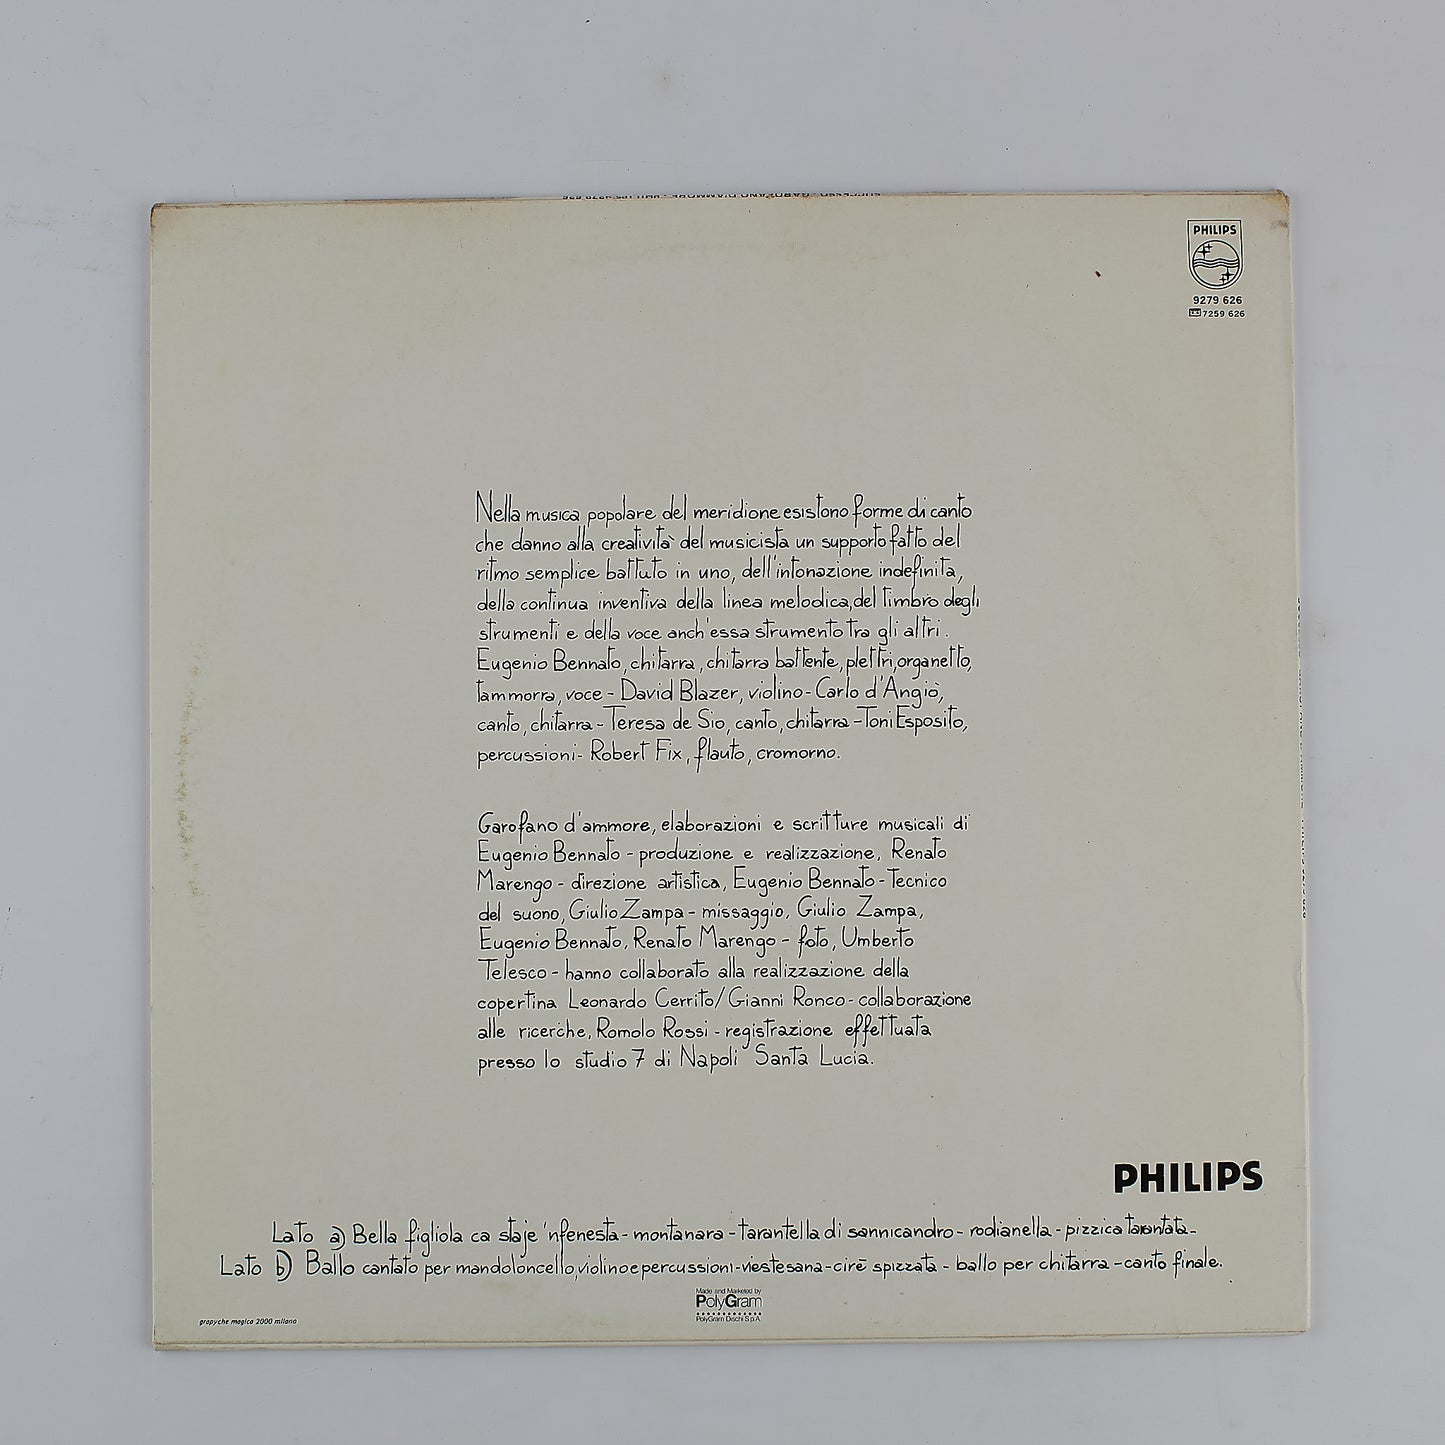 PHILIPS
9279 626
7259 626
Nella musica popolare del meridione esistono forme di canto
che danno alla creatività del musicista un supporto fatto del
ritmo semplice battuto in uno, dell'intonazione indefinita,
della continua inventiva della linea melodica, del timbro degli
strumenti e della voce anch'essa strumento tra gli altri.
Eugenio Bennato, chitarra, chitarra battente, plettri, organetto,
tammorra, voce - David Blazer, violino - Carlo d'Angiò,
canto, chitarra - Teresa de Sio, canto, chitarra - Toni Esposito,
percussioni - Robert Fix, flauto, cromorno.
Garofano d'ammore, elaborazioni e scritture musicali di
Eugenio Bennato - produzione e realizzazione, Renato
Marengo - direzione artistica, Eugenio Bennato - Tecnico
del suono, Giulio Zampa - missaggio, Giulio Zampa,
Eugenio Bennato, Renato Marengo - foto, Umberto
Telesco - hanno collaborato alla realizzazione della
copertina Leonardo Cerrito/Gianni Ronco - collaborazione
alle ricerche, Romolo Rossi - registrazione effettuata
presso lo studio 7 di Napoli Santa Lucia.
PHILIPS
Lato a) Bella figliola ca staje 'nfenesta - montanara - tarantella di sannicandro - rodianella - pizzica tarantata -
Lato b) Ballo cantato per mandoloncello, violino e percussioni - viestesana - cirè spizzata - ballo per chitarra - canto finale.
Made and Marketed by
PolyGram
PolyGram Dischi S.p.A.
grapyche magica 2000 milano